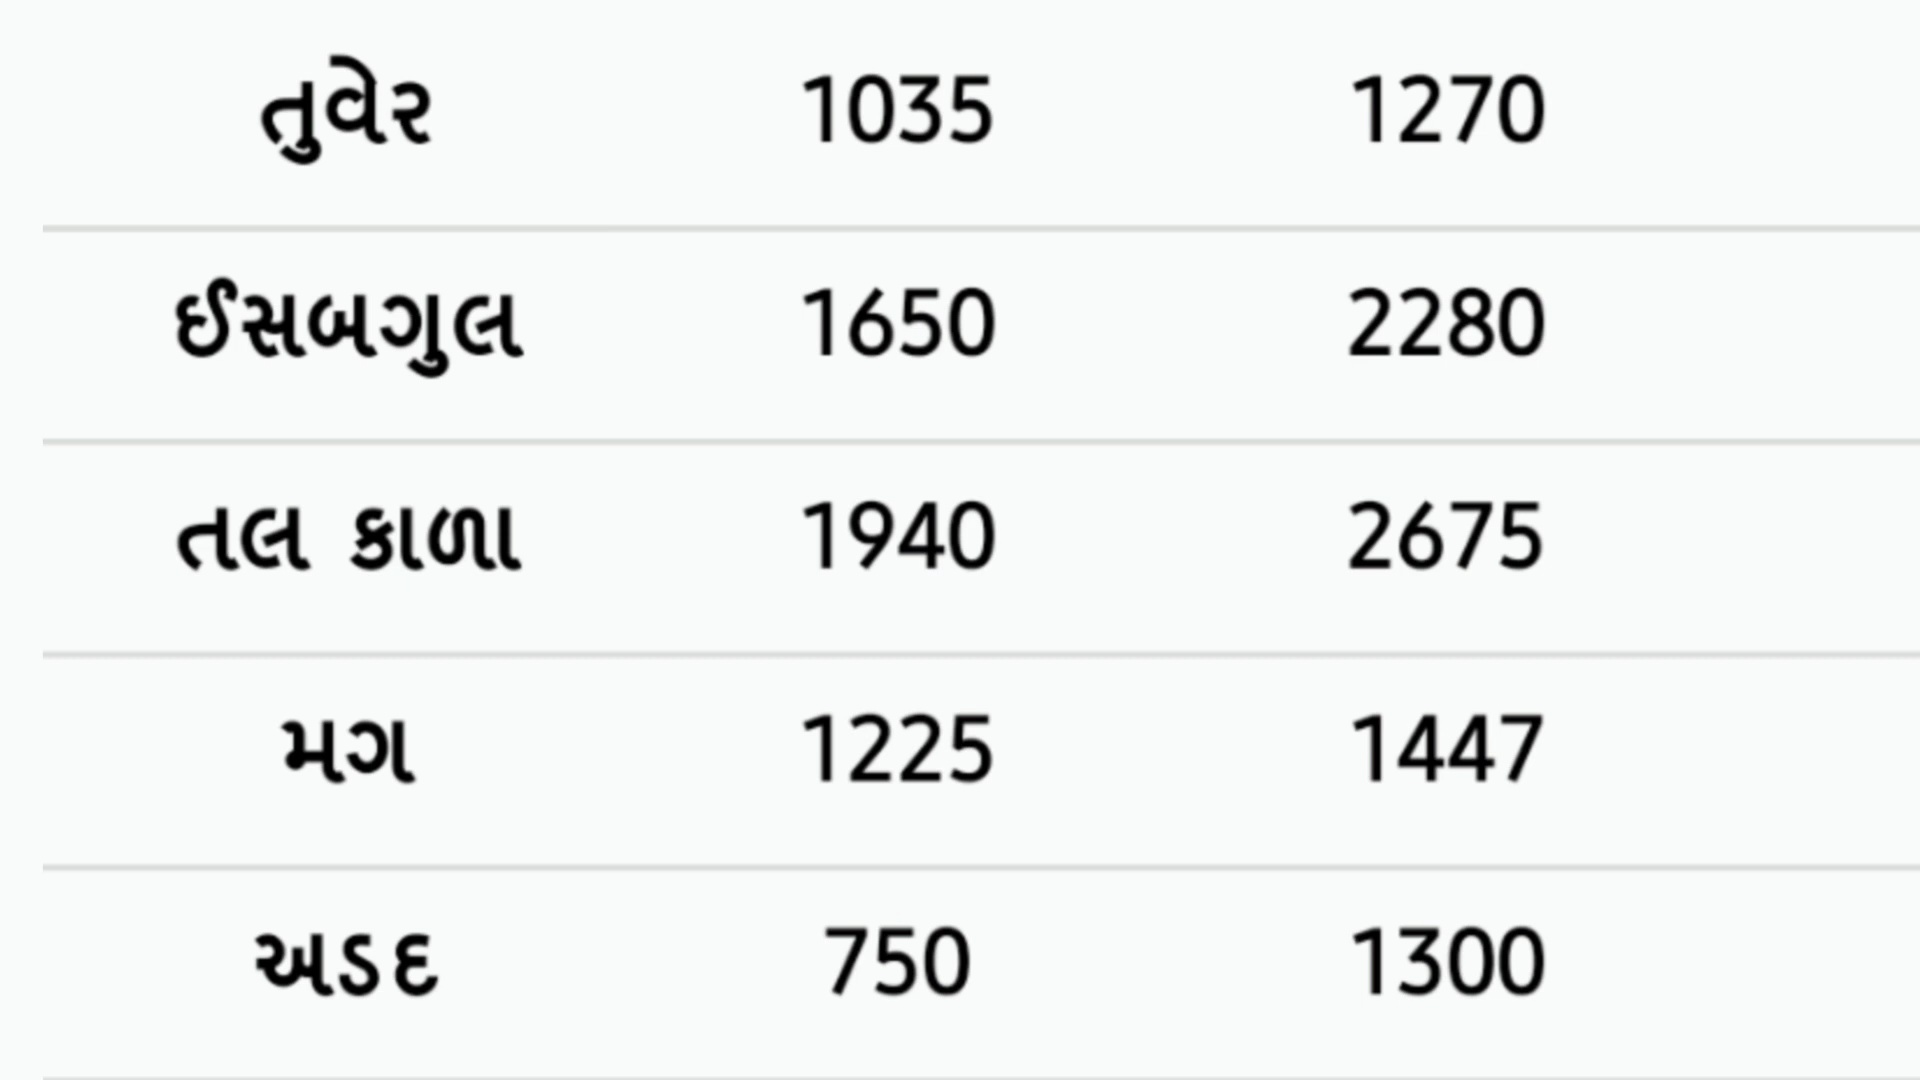 તુવેર 1035 1270
ઈસબગુલ 1650 2280
તલ કાળા 1940 2675
મગ 1225 1447
અડદ 750 1300